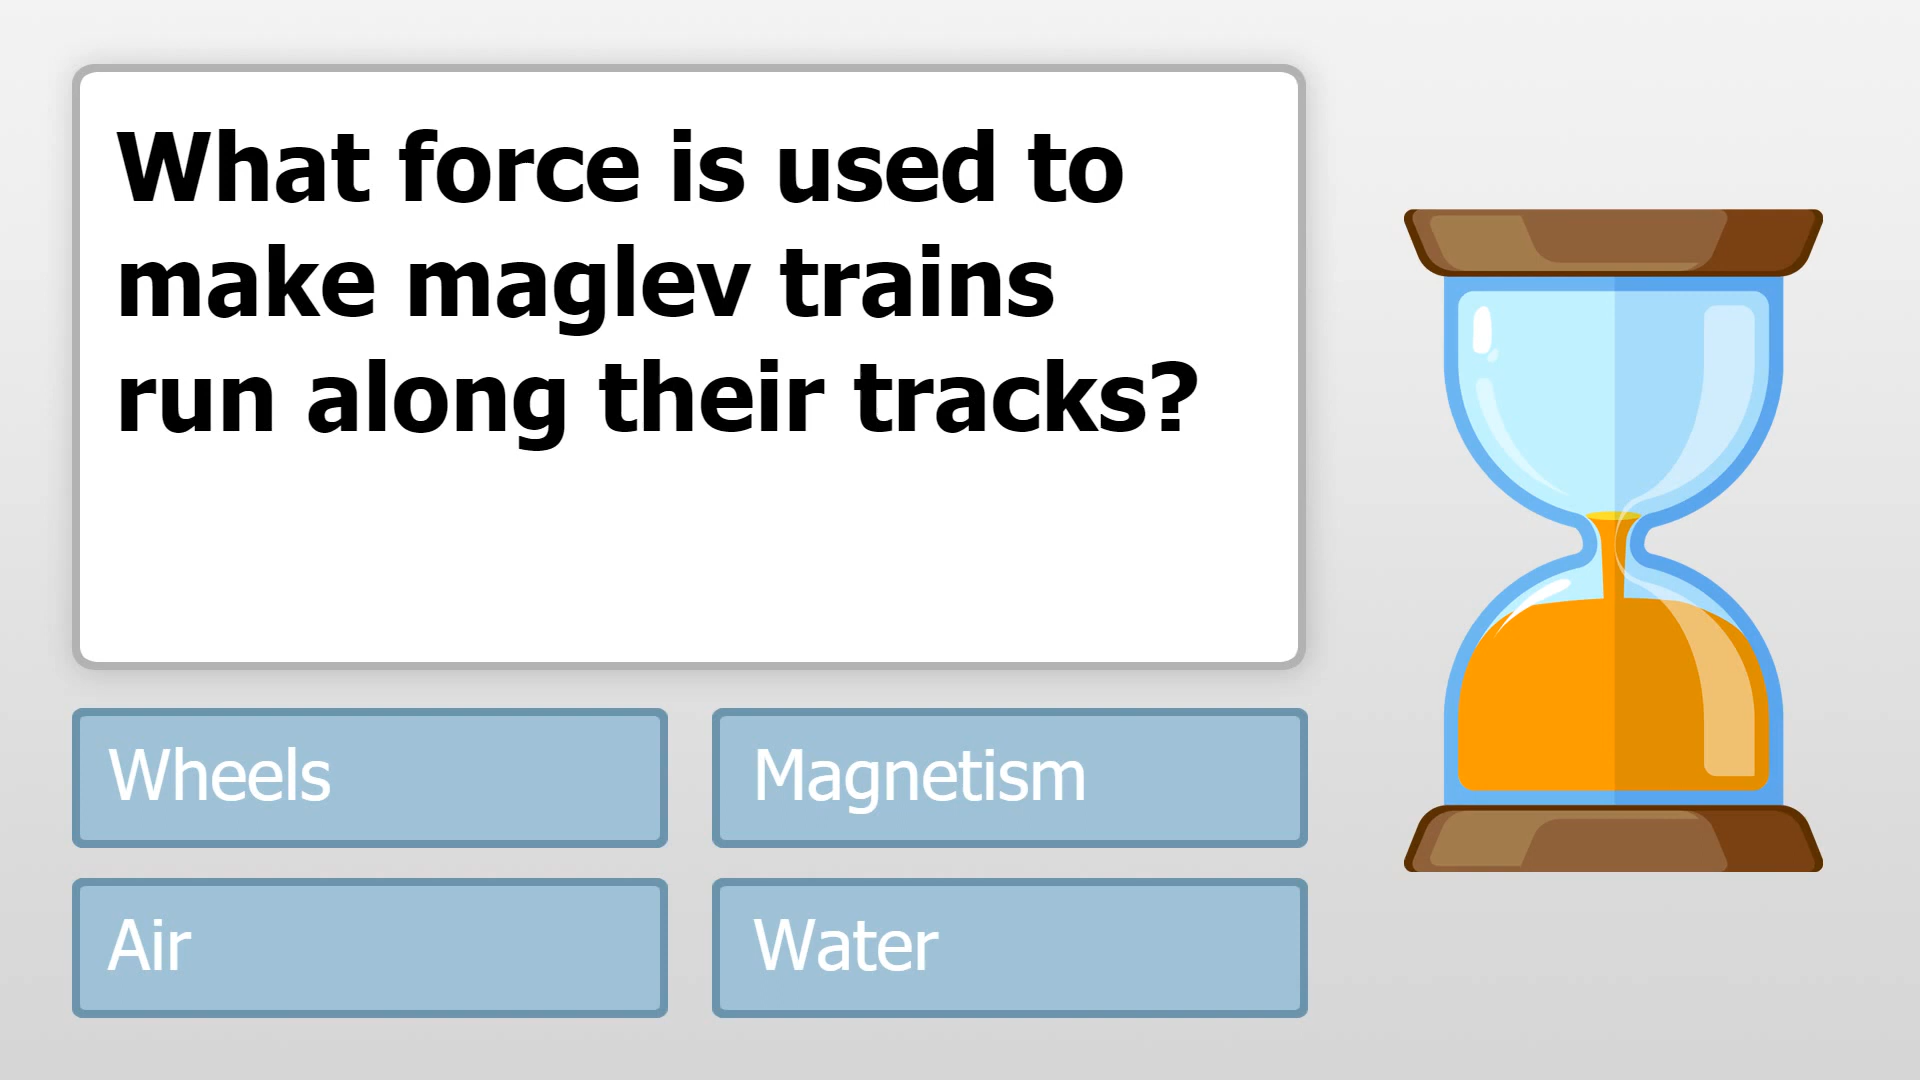 What force is used to
make maglev trains
run along their tracks?
Wheels
Magnetism
Air
Water